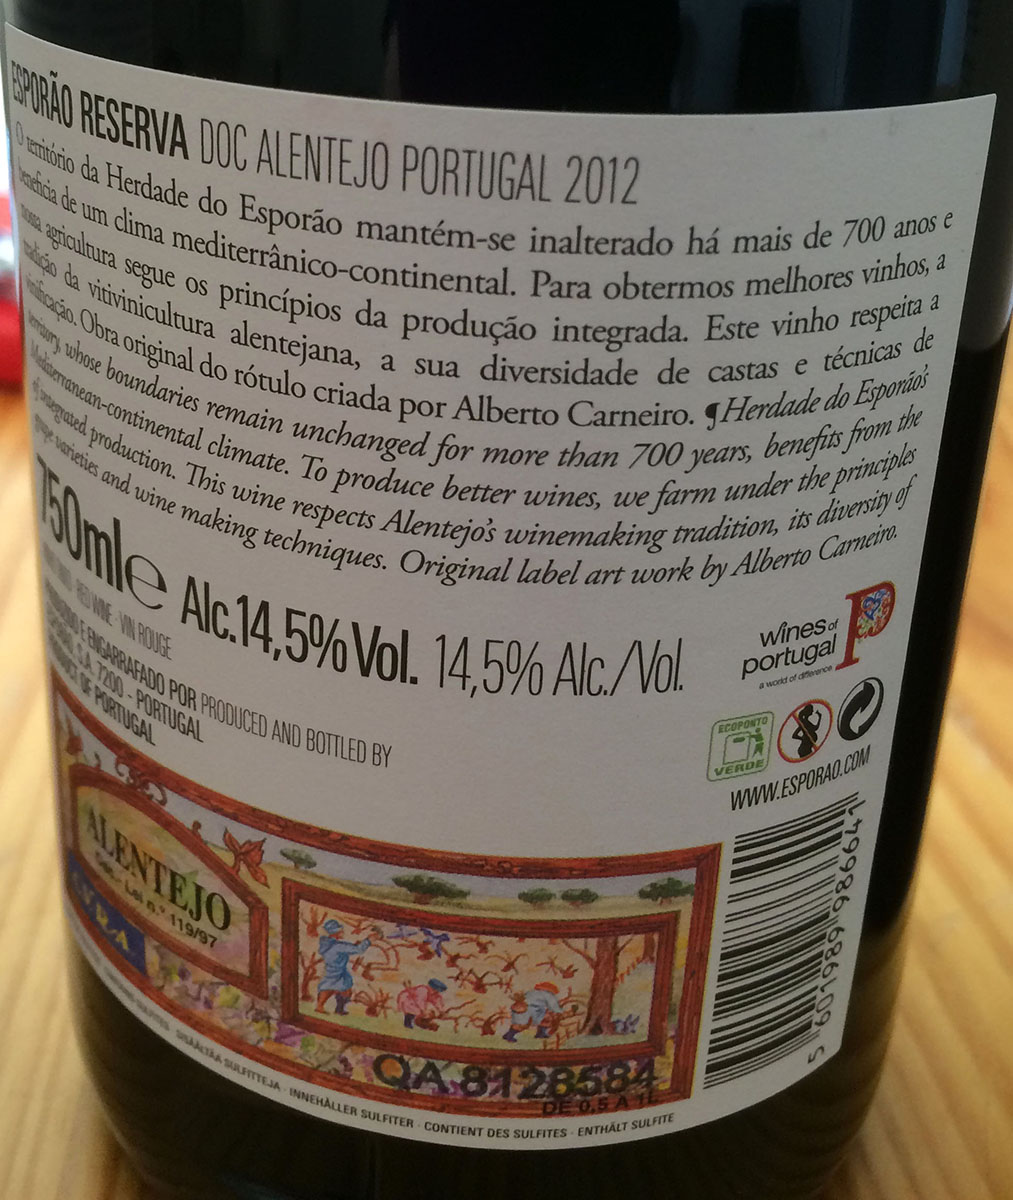 ESPORÃO RESERVA DOC ALENTEJO PORTUGAL 2012
O território da Herdade do Esporão mantém-se inalterado há mais de 700 anos e
beneficia de um clima mediterrânico-continental. Para obtermos melhores vinhos, a
nossa agricultura segue os princípios da produção integrada. Este vinho respeita a
tradição da vitivinicultura alentejana, a sua diversidade de castas e técnicas de
vinificação. Obra original do rótulo criada por Alberto Carneiro. ¶ Herdade do Esporão's
territory, whose boundaries remain unchanged for more than 700 years, benefits from the
Mediterranean-continental climate. To produce better wines, we farm under the principles
of integrated production. This wine respects Alentejo's winemaking tradition, its diversity of
grape varieties and wine making techniques. Original label art work by Alberto Carneiro.
750ml e Alc.14,5% Vol. 14,5% Alc./Vol.
RED WINE · VIN ROUGE
E ENGARRAFADO POR PRODUCED AND BOTTLED BY
S.A. 7200 - PORTUGAL
OF PORTUGAL
wines of
portugal
a world of difference
P
ECOPONTO
VERDE
WWW.ESPORAO.COM
ALENTEJO
Dec. - Lei n.º 119/97
QA 8128584
DE 0.5 A 1L
5 601989 986641
SULFITTEJA · INNEHÅLLER SULFITER · CONTIENT DES SULFITES · ENTHÄLT SULFITE